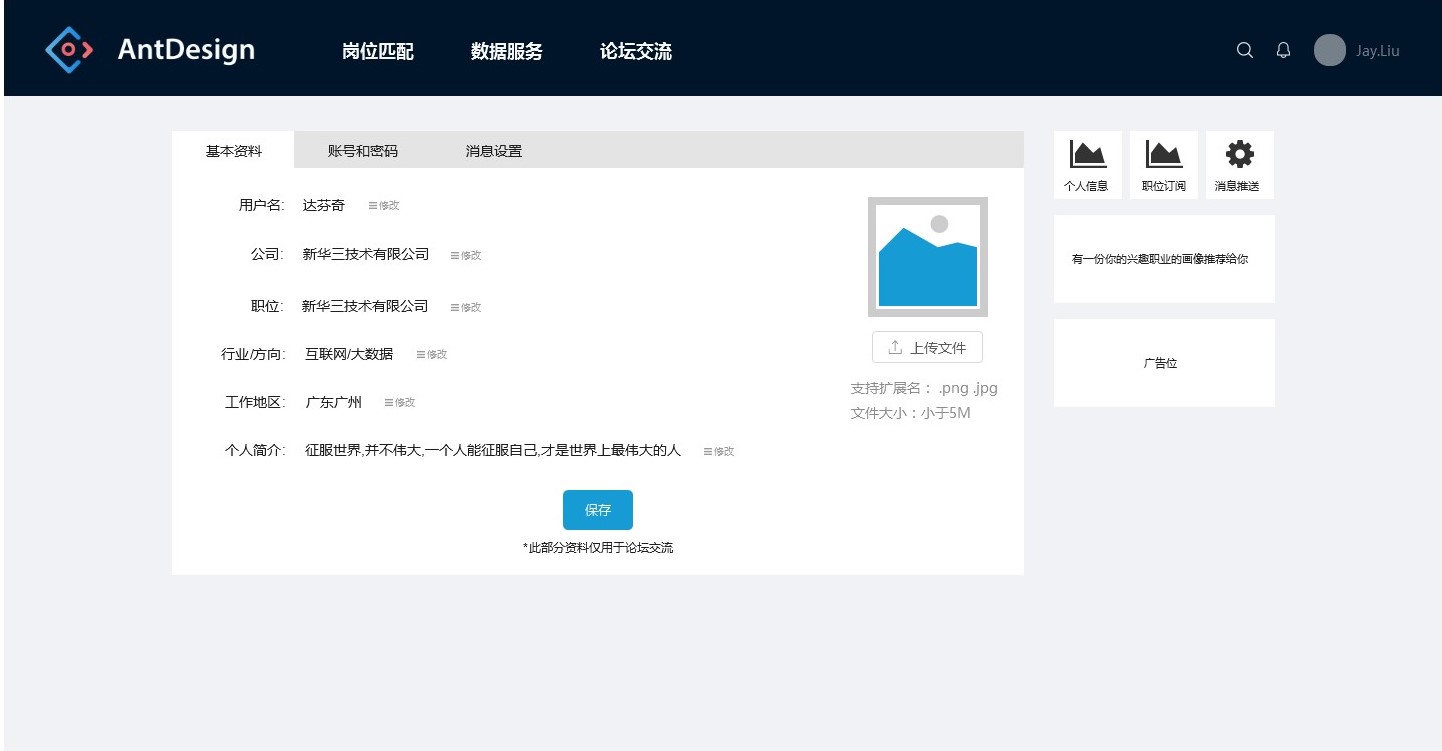 AntDesign 岗位匹配 数据服务 论坛交流 Jay.Liu
基本资料 账号和密码 消息设置
用户名: 达芬奇 修改
公司: 新华三技术有限公司 修改
职位: 新华三技术有限公司 修改
行业/方向: 互联网/大数据 修改
工作地区: 广东广州 修改
个人简介: 征服世界,并不伟大,一个人能征服自己,才是世界上最伟大的人 修改
保存
*此部分资料仅用于论坛交流
上传文件
支持扩展名： .png .jpg
文件大小：小于5M
个人信息 职位订阅 消息推送
有一份你的兴趣职业的画像推荐给你
广告位